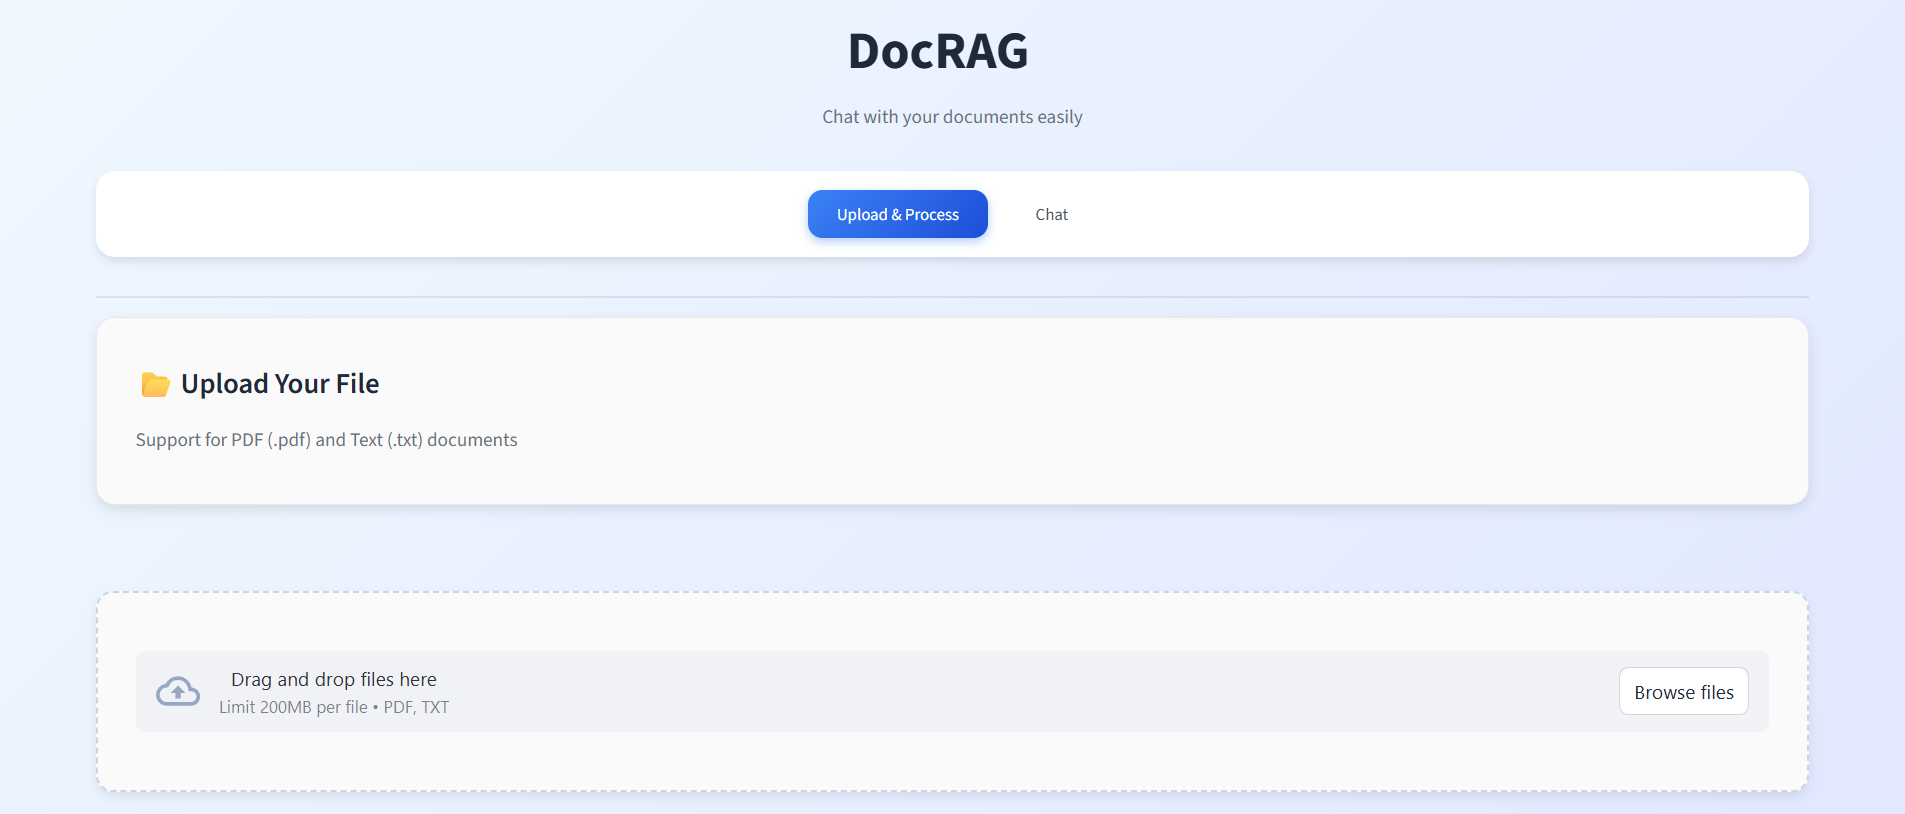 DocRAG
Chat with your documents easily
Upload & Process
Chat
Upload Your File
Support for PDF (.pdf) and Text (.txt) documents
Drag and drop files here
Limit 200MB per file • PDF, TXT
Browse files